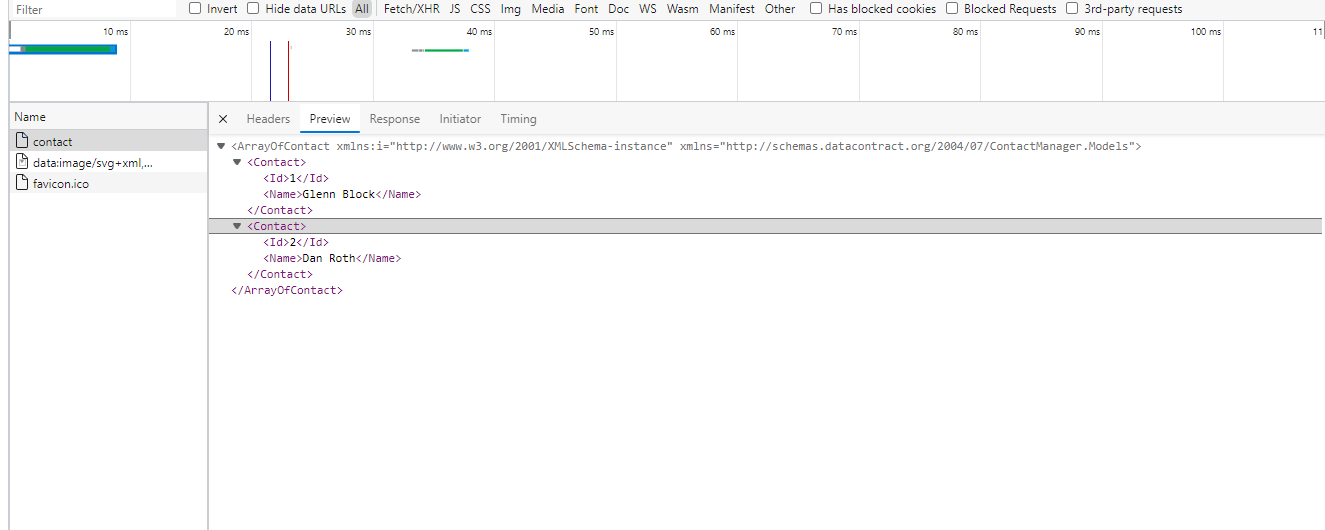 Filter Invert Hide data URLs All Fetch/XHR JS CSS Img Media Font Doc WS Wasm Manifest Other Has blocked cookies Blocked Requests 3rd-party requests
10 ms 20 ms 30 ms 40 ms 50 ms 60 ms 70 ms 80 ms 90 ms 100 ms 11
Name
contact
data:image/svg+xml,...
favicon.ico
Headers Preview Response Initiator Timing
<ArrayOfContact xmlns:i="http://www.w3.org/2001/XMLSchema-instance" xmlns="http://schemas.datacontract.org/2004/07/ContactManager.Models">
<Contact>
<Id>1</Id>
<Name>Glenn Block</Name>
</Contact>
<Contact>
<Id>2</Id>
<Name>Dan Roth</Name>
</Contact>
</ArrayOfContact>